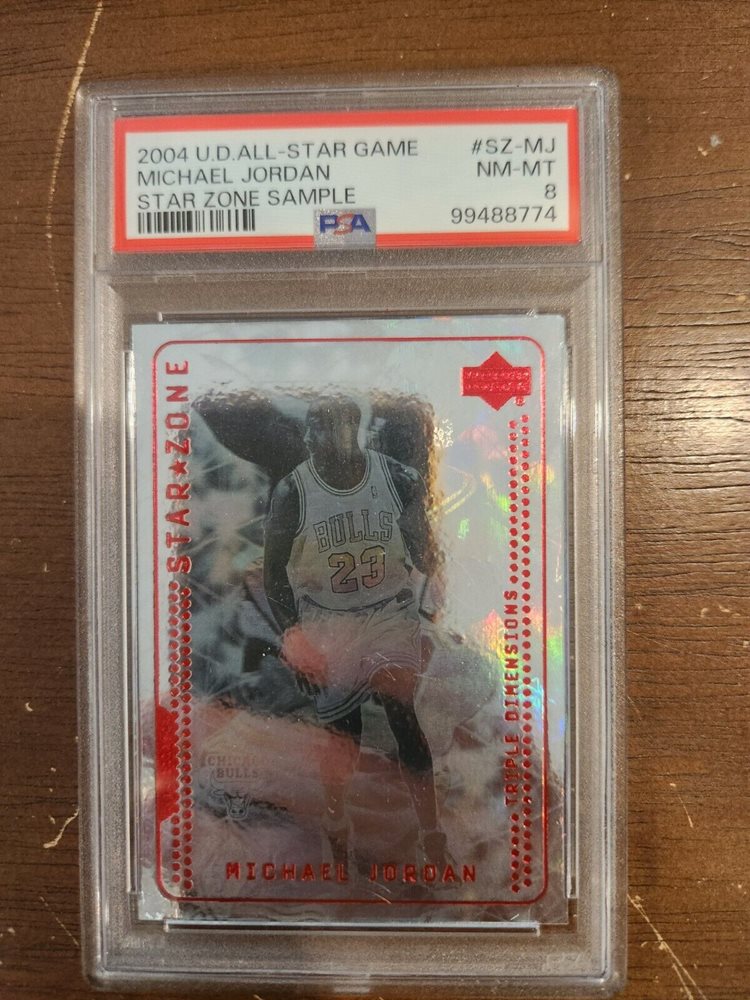 2004 U.D.ALL-STAR GAME #SZ-MJ
MICHAEL JORDAN NM-MT
STAR ZONE SAMPLE 8
PSA 99488774
STAR★ZONE
BULLS
23
TRIPLE DIMENSIONS
BULLS
MICHAEL JORDAN